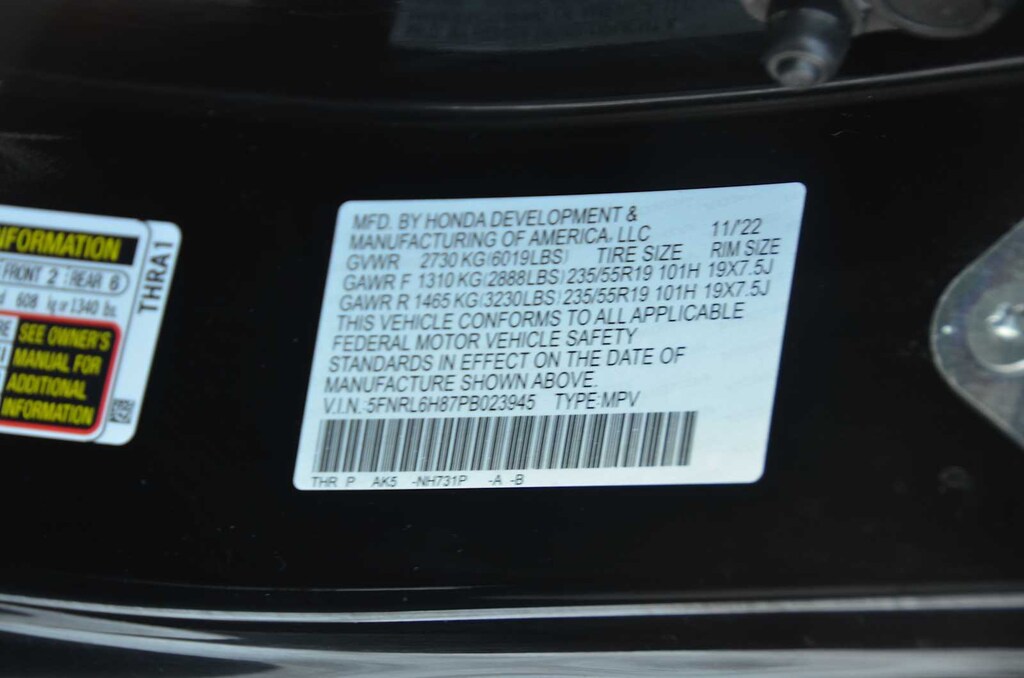 NFORMATION
FRONT 2 REAR 6
608 kg or 1340 lbs.
SEE OWNER'S
MANUAL FOR
ADDITIONAL
INFORMATION
THRA1
MFD. BY HONDA DEVELOPMENT &
MANUFACTURING OF AMERICA, LLC 11/'22
GVWR 2730 KG(6019LBS) TIRE SIZE RIM SIZE
GAWR F 1310 KG(2888LBS)235/55R19 101H 19X7.5J
GAWR R 1465 KG(3230LBS)235/55R19 101H 19X7.5J
THIS VEHICLE CONFORMS TO ALL APPLICABLE
FEDERAL MOTOR VEHICLE SAFETY
STANDARDS IN EFFECT ON THE DATE OF
MANUFACTURE SHOWN ABOVE.
V.I.N.:5FNRL6H87PB023945 TYPE:MPV
THR P AK5 -NH731P -A -B